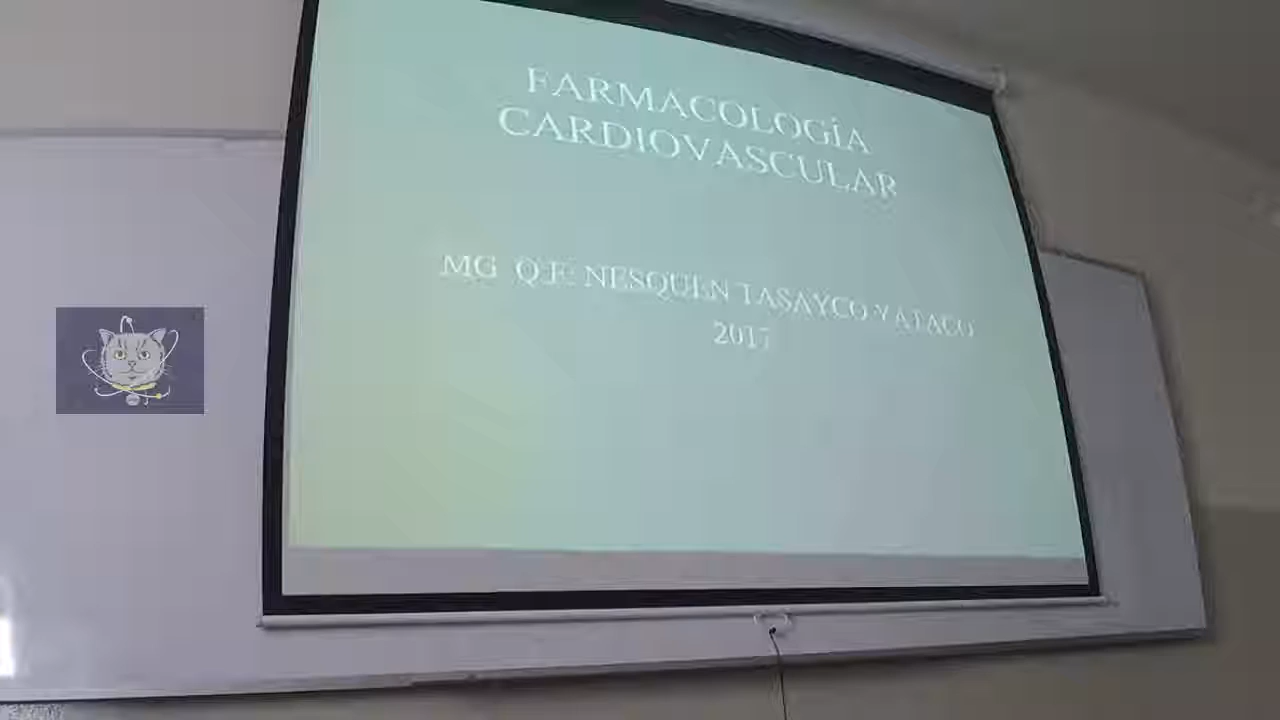 FARMACOLOGÍA
CARDIOVASCULAR
MG Q.F. NESQUEN TASAYCO YATACO
2017